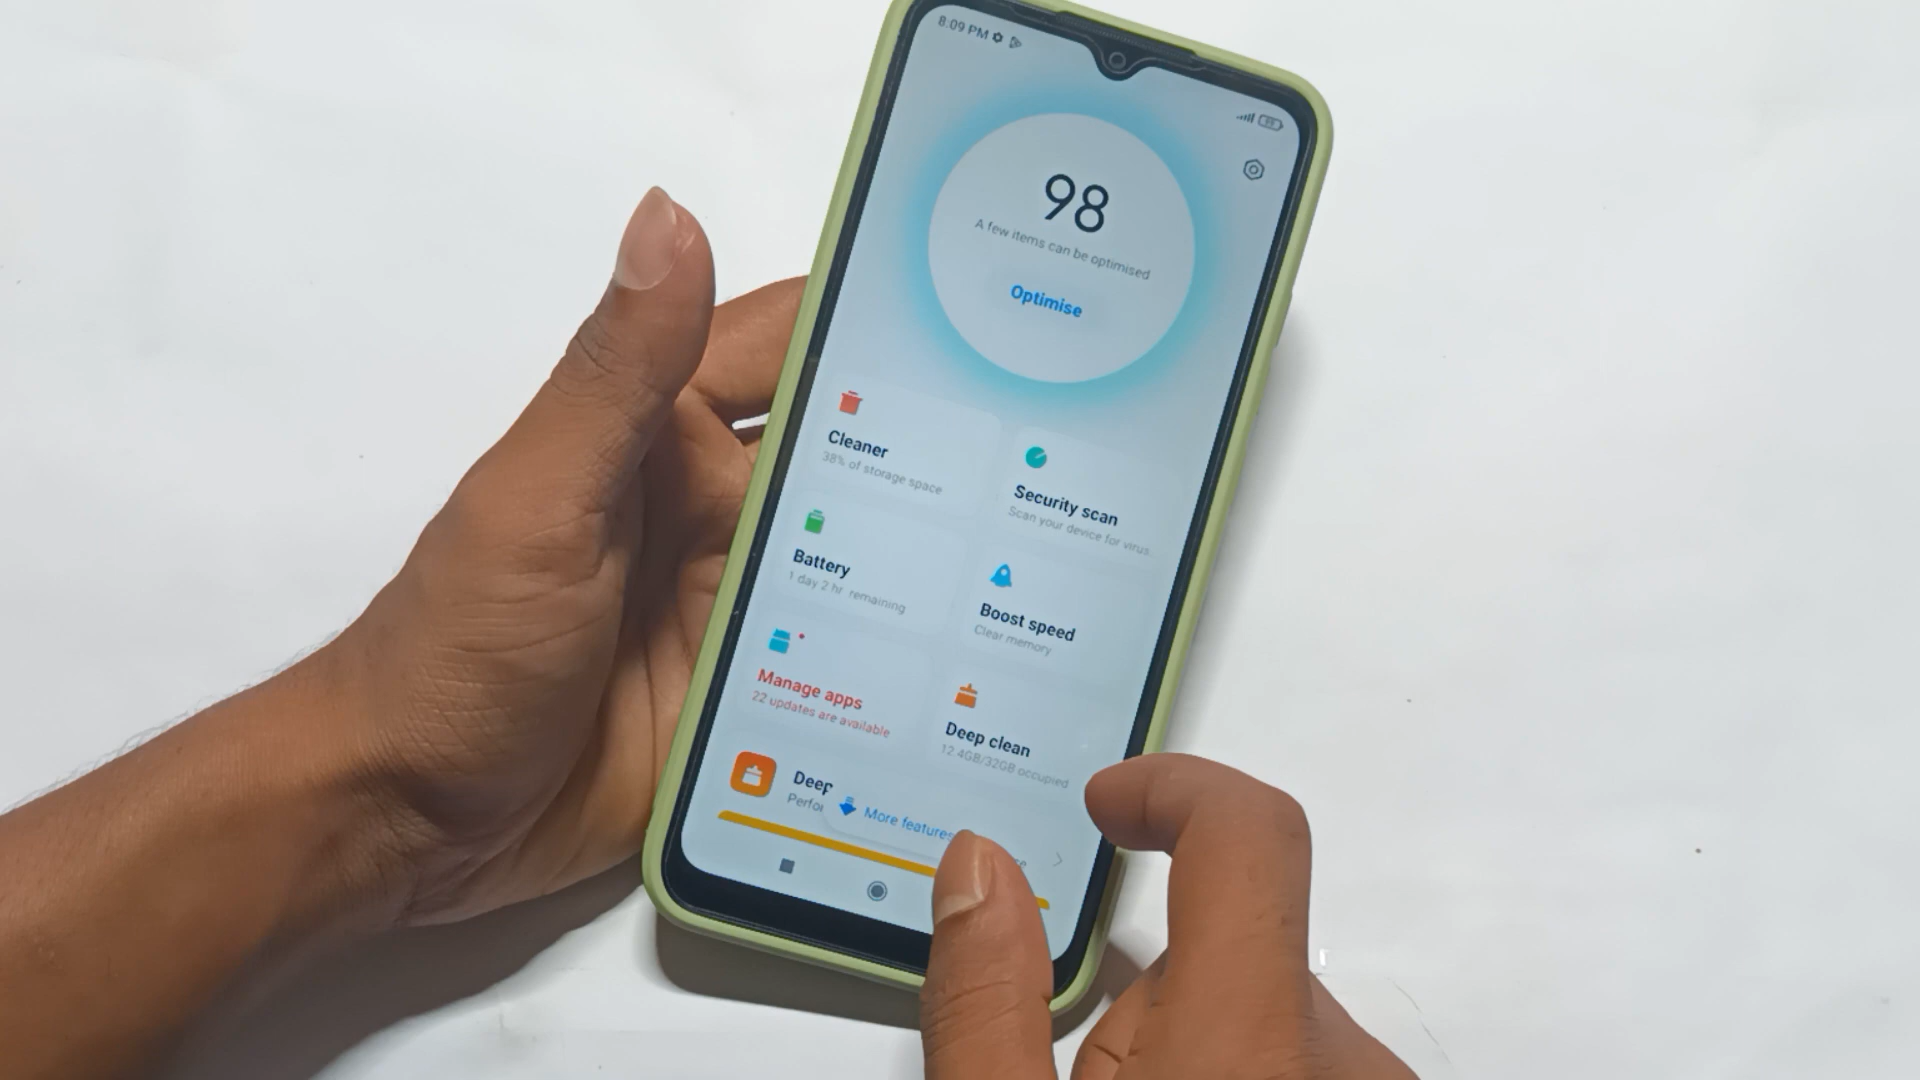 8:09 PM
98
A few items can be optimised
Optimise
Cleaner
38% of storage space
Security scan
Scan your device for virus...
Battery
1 day 2 hr remaining
Boost speed
Clear memory
Manage apps
22 updates are available
Deep clean
12.4GB/32GB occupied
Deep
Perfo
More features